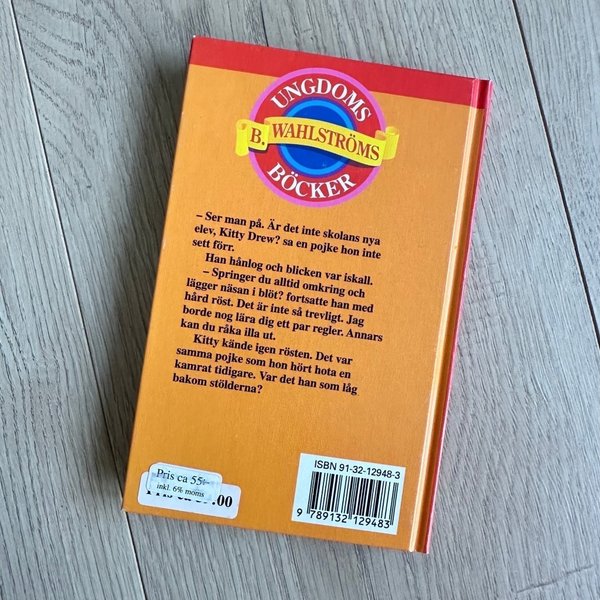 UNGDOMS
B. WAHLSTRÖMS
BÖCKER
– Ser man på. Är det inte skolans nya
elev, Kitty Drew? sa en pojke hon inte
sett förr.
Han hånlog och blicken var iskall.
– Springer du alltid omkring och
lägger näsan i blöt? fortsatte han med
hård röst. Det är inte så trevligt. Jag
borde nog lära dig ett par regler. Annars
kan du råka illa ut.
Kitty kände igen rösten. Det var
samma pojke som hon hört hota en
kamrat tidigare. Var det han som låg
bakom stölderna?
Pris ca 55:-
inkl. 6% moms
.00
ISBN 91-32-12948-3
9 789132 129483